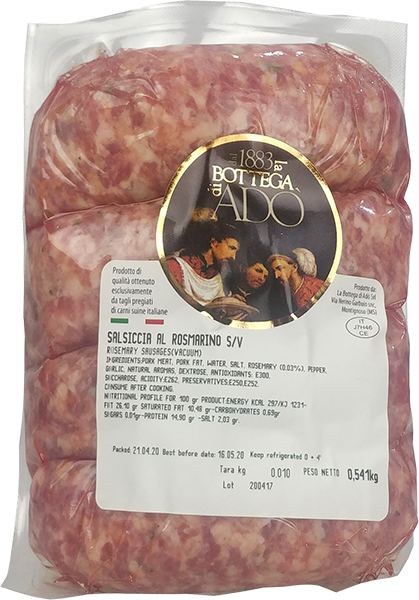 dal 1883 La
BOTTEGA
di
ADÒ
Prodotto di
qualità ottenuto
esclusivamente
da tagli pregiati
di carni suine italiane
Prodotto da:
La Bottega di Adò Srl
Via Nerino Garbuio snc,
Montignoso (MS)
IT
J7H46
CE
SALSICCIA AL ROSMARINO S/V
ROSEMARY SAUSAGES(VACUUM)
INGREDIENTS:PORK MEAT, PORK FAT, WATER, SALT, ROSEMARY (0.03%), PEPPER,
GARLIC, NATURAL AROMAS, DEXTROSE, ANTIOXIDANTS: E300,
SACCHAROSE, ACIDITY:E262, PRESERVATIVES:E250,E252.
CONSUME AFTER COOKING.
NUTRITIONAL PROFILE FOR 100 gr PRODUCT:ENERGY KCAL 297/KJ 1231-
FAT 26.10 gr SATURATED FAT 10.48 gr-CARBOHYDRATES 0.69gr
SUGARS 0.01gr-PROTEIN 14.90 gr -SALT 2.03 gr.
Packed: 21.04.20 Best before date: 16.05.20 Keep refrigerated 0 + 4°
Tara kg 0.010 PESO NETTO 0,541kg
Lot 200417